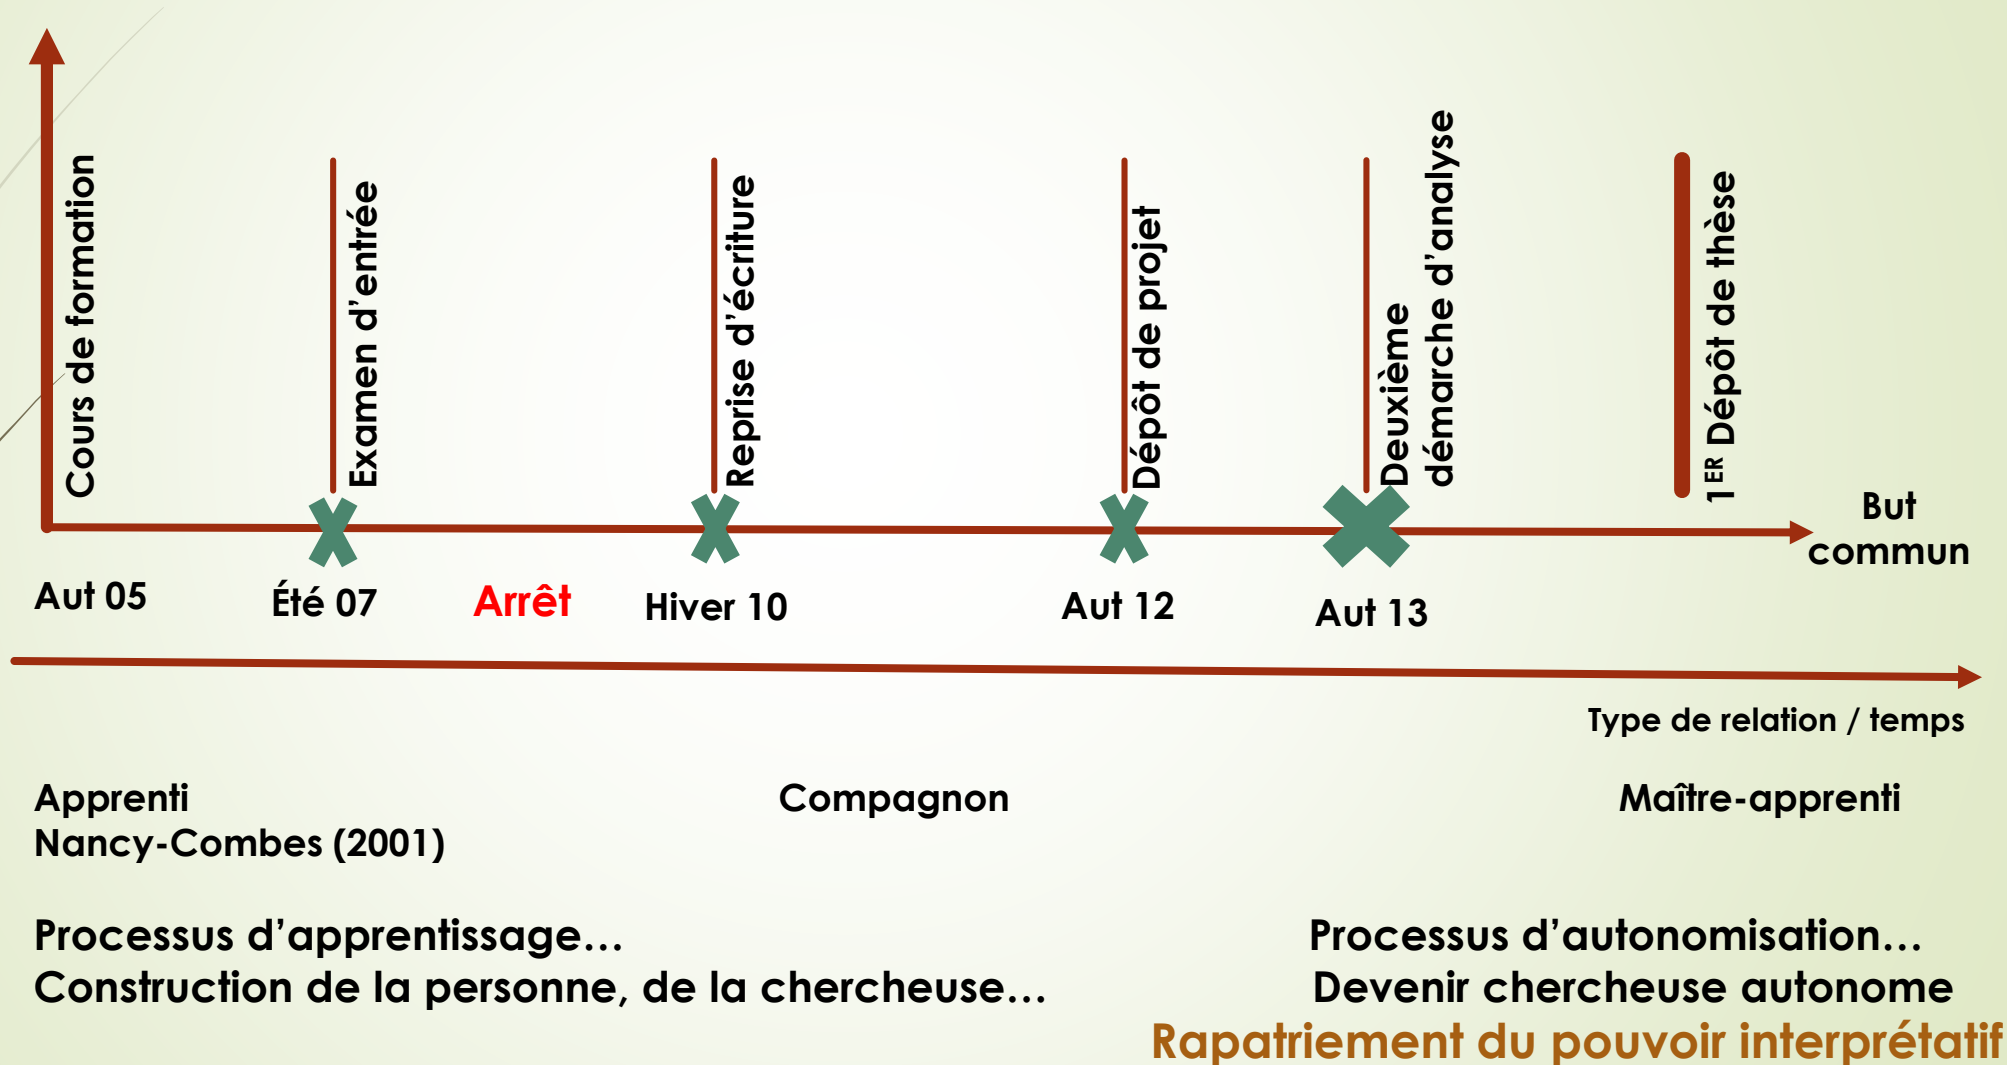 Cours de formation
Examen d'entrée
Reprise d'écriture
Dépôt de projet
Deuxième
démarche d'analyse
1ER Dépôt de thèse
But
commun
Aut 05
Été 07
Arrêt
Hiver 10
Aut 12
Aut 13
Type de relation / temps
Apprenti
Nancy-Combes (2001)
Compagnon
Maître-apprenti
Processus d'apprentissage…
Construction de la personne, de la chercheuse…
Processus d'autonomisation…
Devenir chercheuse autonome
Rapatriement du pouvoir interprétatif